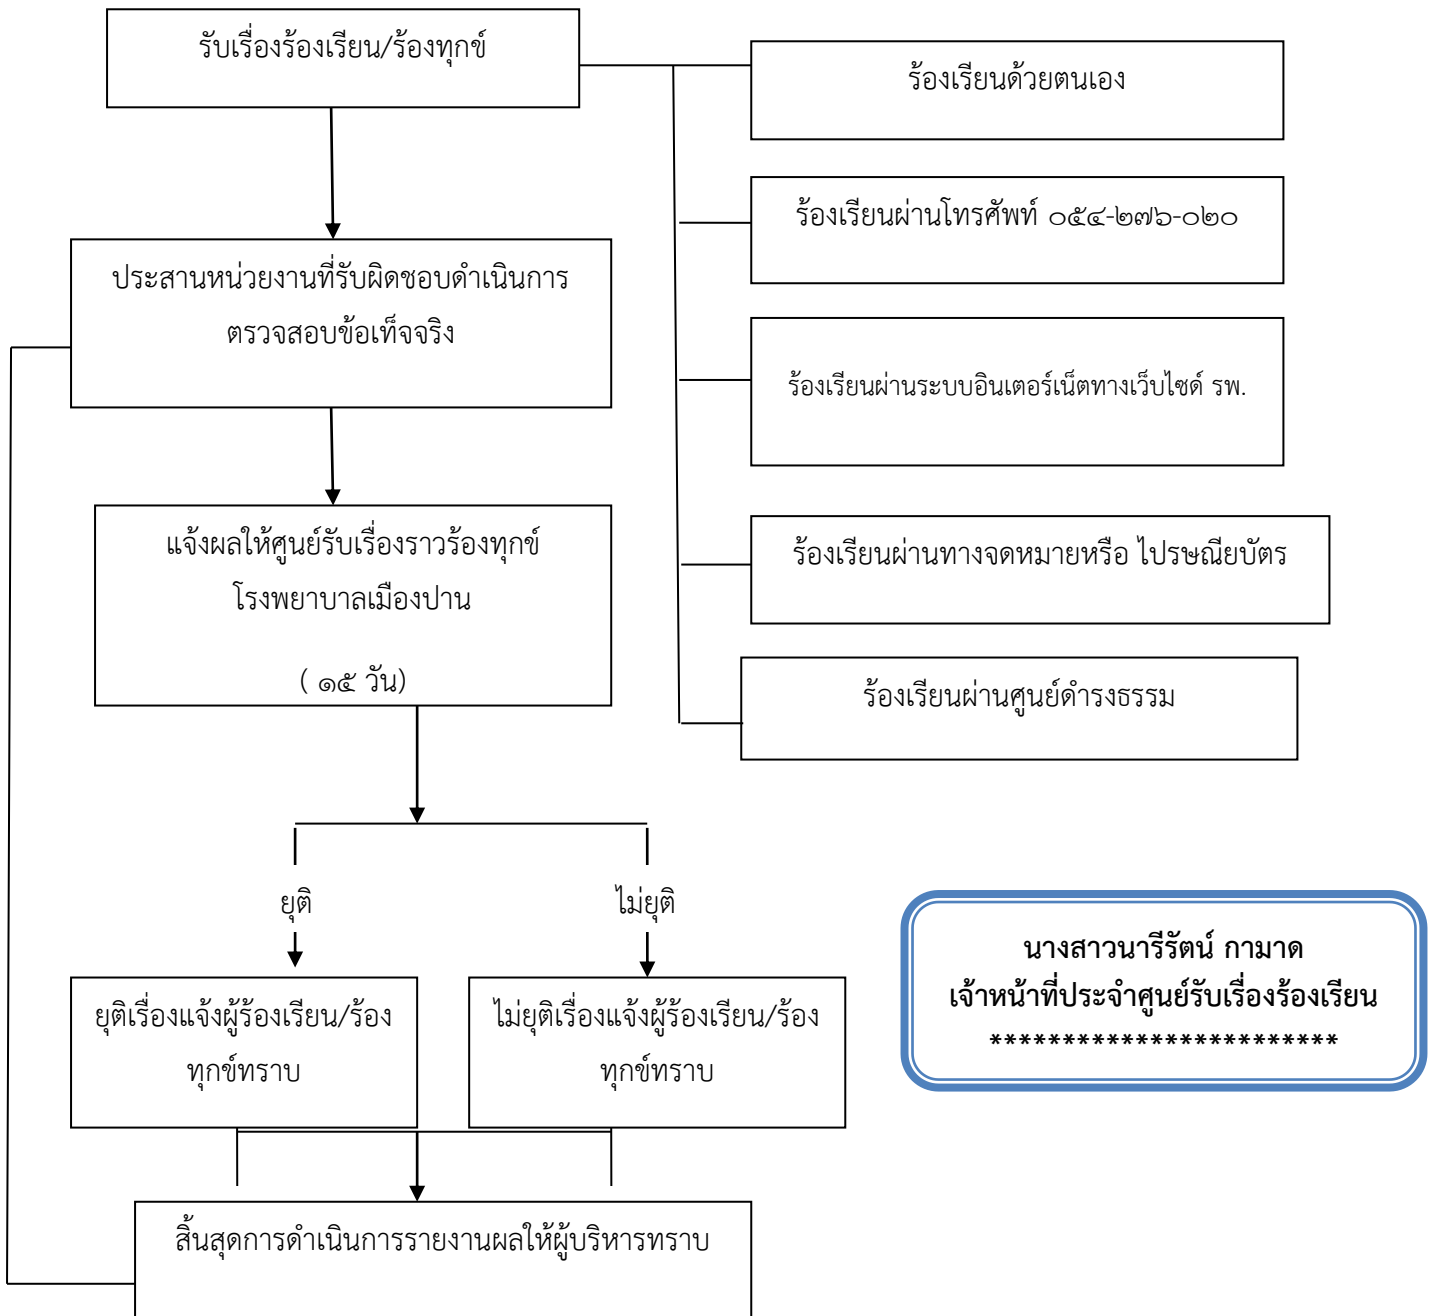 รับเรื่องร้องเรียน/ร้องทุกข์
ร้องเรียนด้วยตนเอง
ร้องเรียนผ่านโทรศัพท์ ๐๕๔-๒๗๖-๐๒๐
ประสานหน่วยงานที่รับผิดชอบดำเนินการ
ตรวจสอบข้อเท็จจริง
ร้องเรียนผ่านระบบอินเตอร์เน็ตทางเว็บไซด์ รพ.
แจ้งผลให้ศูนย์รับเรื่องราวร้องทุกข์
โรงพยาบาลเมืองปาน
( ๑๕ วัน)
ร้องเรียนผ่านทางจดหมายหรือ ไปรษณียบัตร
ร้องเรียนผ่านศูนย์ดำรงธรรม
ยุติ
ไม่ยุติ
ยุติเรื่องแจ้งผู้ร้องเรียน/ร้อง
ทุกข์ทราบ
ไม่ยุติเรื่องแจ้งผู้ร้องเรียน/ร้อง
ทุกข์ทราบ
นางสาวนารีรัตน์ กามาด
เจ้าหน้าที่ประจำศูนย์รับเรื่องร้องเรียน
************************
สิ้นสุดการดำเนินการรายงานผลให้ผู้บริหารทราบ